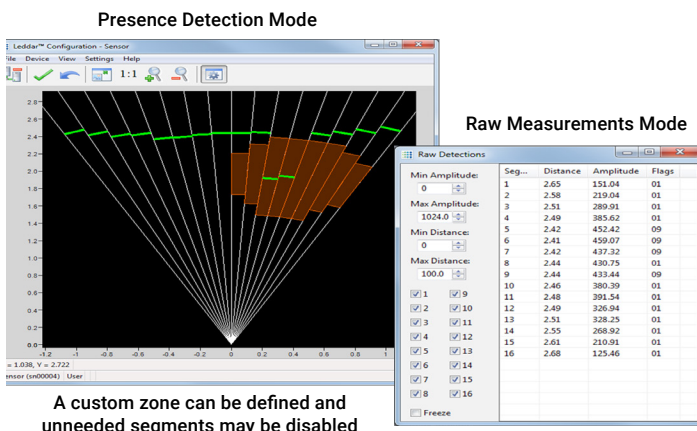 Presence Detection Mode
Leddar™ Configuration - Sensor
File Device View Settings Help
1:1
2.8
2.6
2.4
2.2
2.0
1.8
1.6
1.4
1.2
1.0
0.8
0.6
0.4
0.2
0.0
-1.2 -1 -0.8 -0.6 -0.4 -0.2 0 0.2 0.4 0.6 0.8 1
= 1.038, Y = 2.722
ensor (sn00004) User
A custom zone can be defined and
unneeded segments may be disabled
Raw Measurements Mode
Raw Detections
Min Amplitude:
0
Max Amplitude:
1024.0
Min Distance:
0
Max Distance:
100.0
1 9
2 10
3 11
4 12
5 13
6 14
7 15
8 16
Freeze
Seg... Distance Amplitude Flags
1 2.65 151.04 01
2 2.58 219.04 01
3 2.51 289.91 01
4 2.49 385.62 01
5 2.42 452.42 09
6 2.41 459.07 09
7 2.42 437.32 09
8 2.44 430.75 01
9 2.44 433.44 09
10 2.46 380.39 01
11 2.48 391.54 01
12 2.49 326.94 01
13 2.51 328.25 01
14 2.55 268.92 01
15 2.61 210.91 01
16 2.68 125.46 01